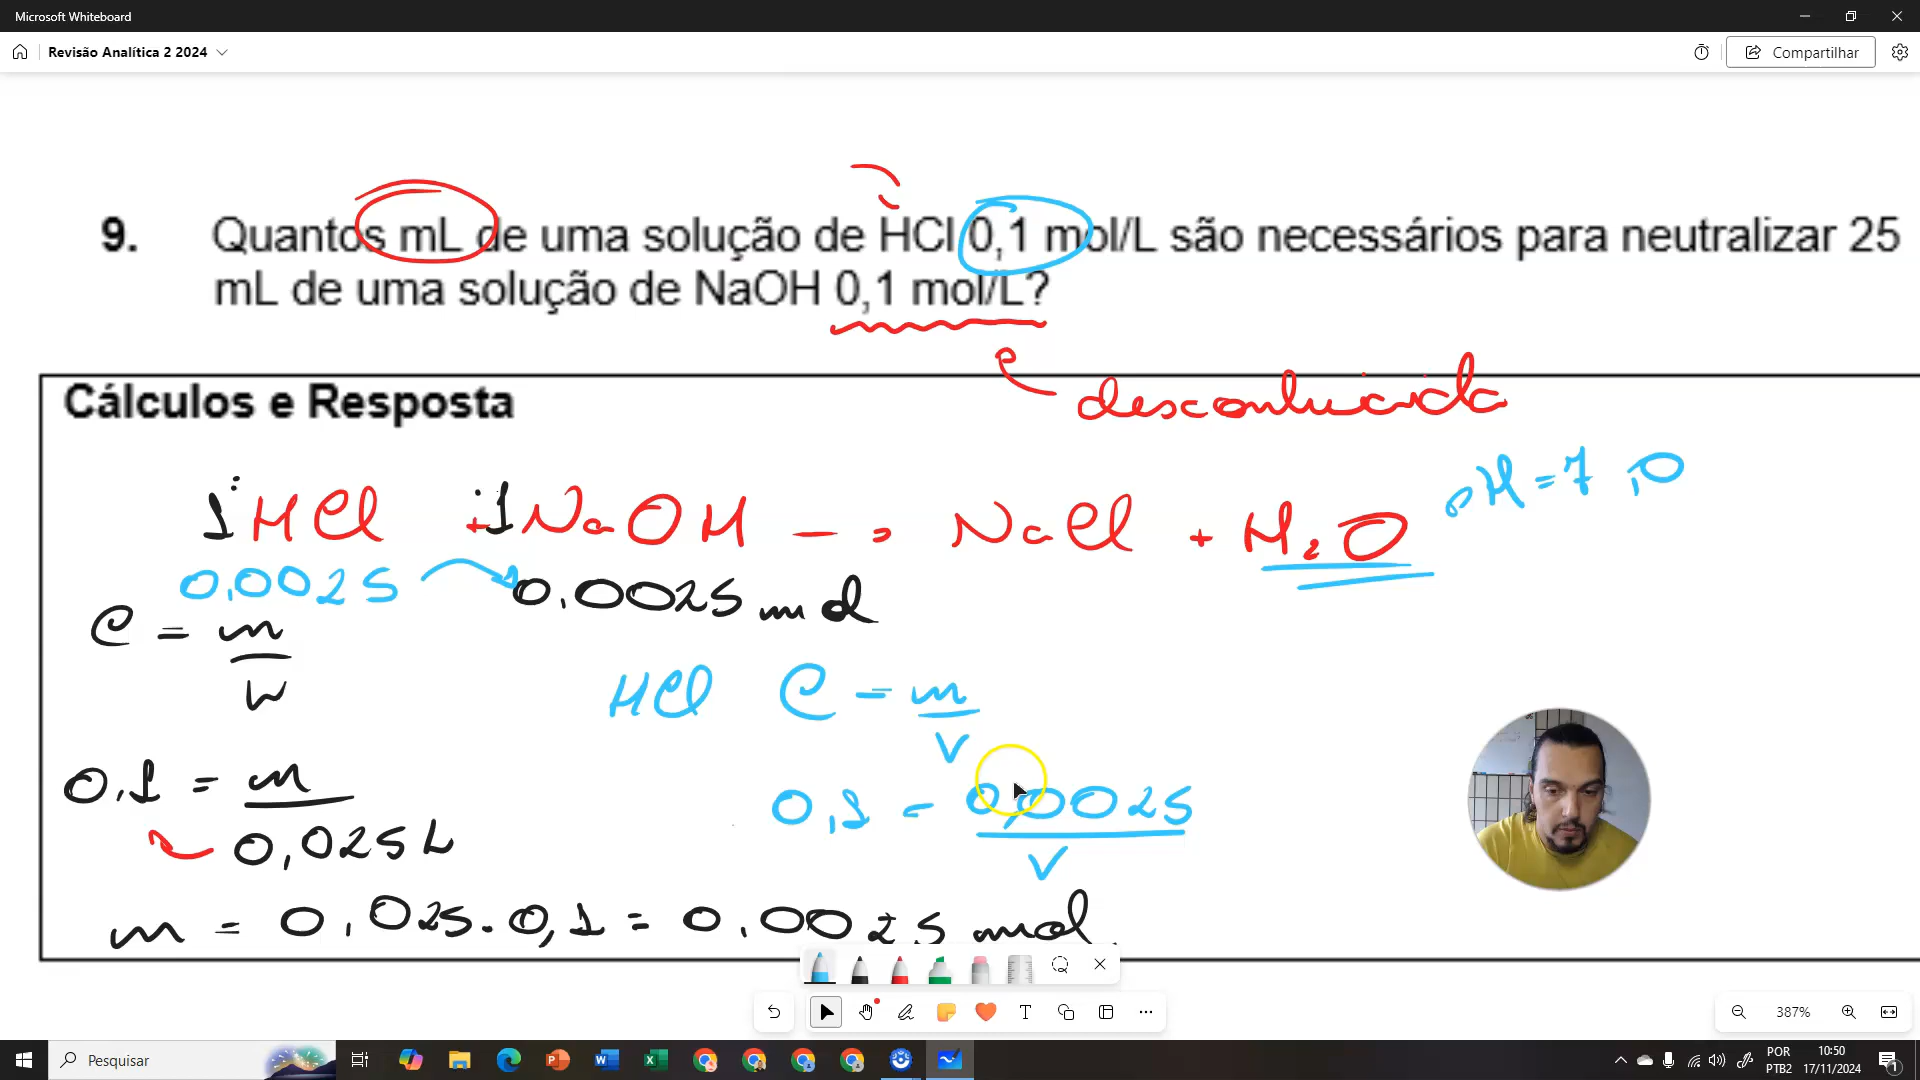 Microsoft Whiteboard
Revisão Analítica 2 2024
Compartilhar
9. Quantos mL de uma solução de HCl 0,1 mol/L são necessários para neutralizar 25
mL de uma solução de NaOH 0,1 mol/L?
Cálculos e Resposta
pH = 7,0
1 HCl + 1 NaOH → NaCl + H₂O
0,0025 0,0025 mol
C = n
V
HCl C = n
V
0,1 = n
0,025 L
0,1 = 0,0025
V
n = 0,025 . 0,1 = 0,0025 mol
387%
Pesquisar
POR
PTB2
10:50
17/11/2024
1